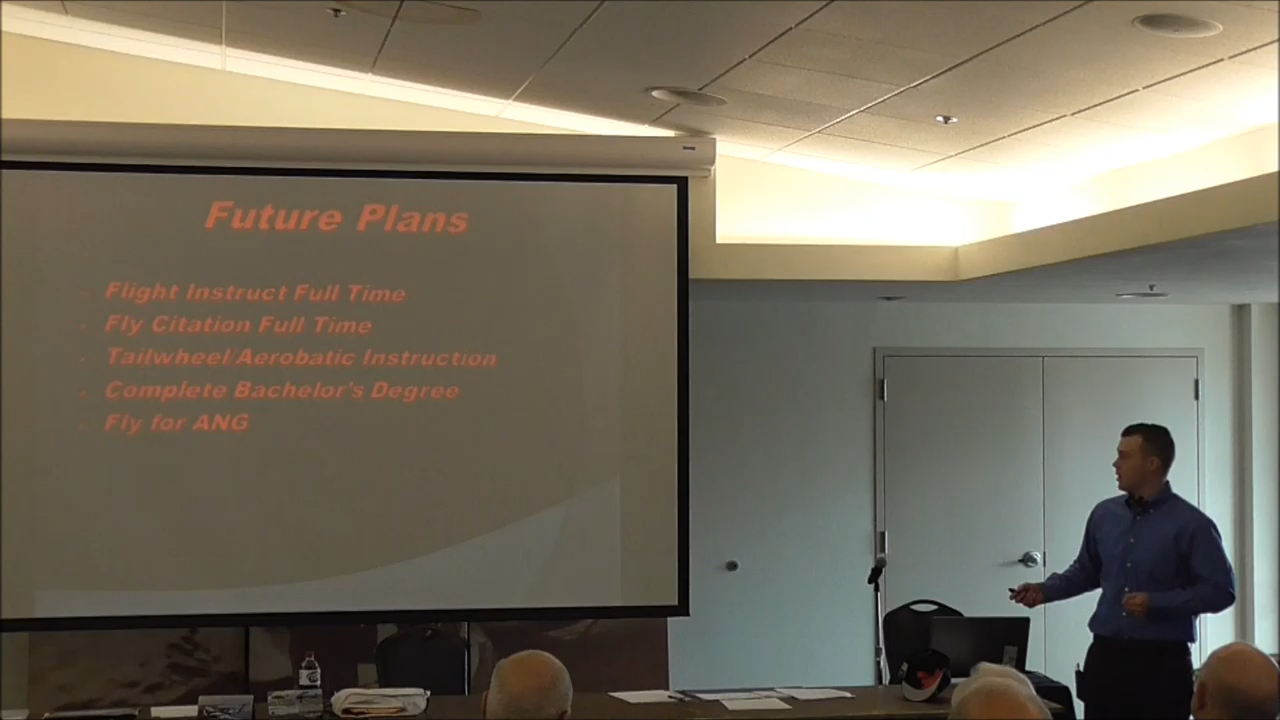 Future Plans
Flight Instruct Full Time
Fly Citation Full Time
Tailwheel/Aerobatic Instruction
Complete Bachelor's Degree
Fly for ANG